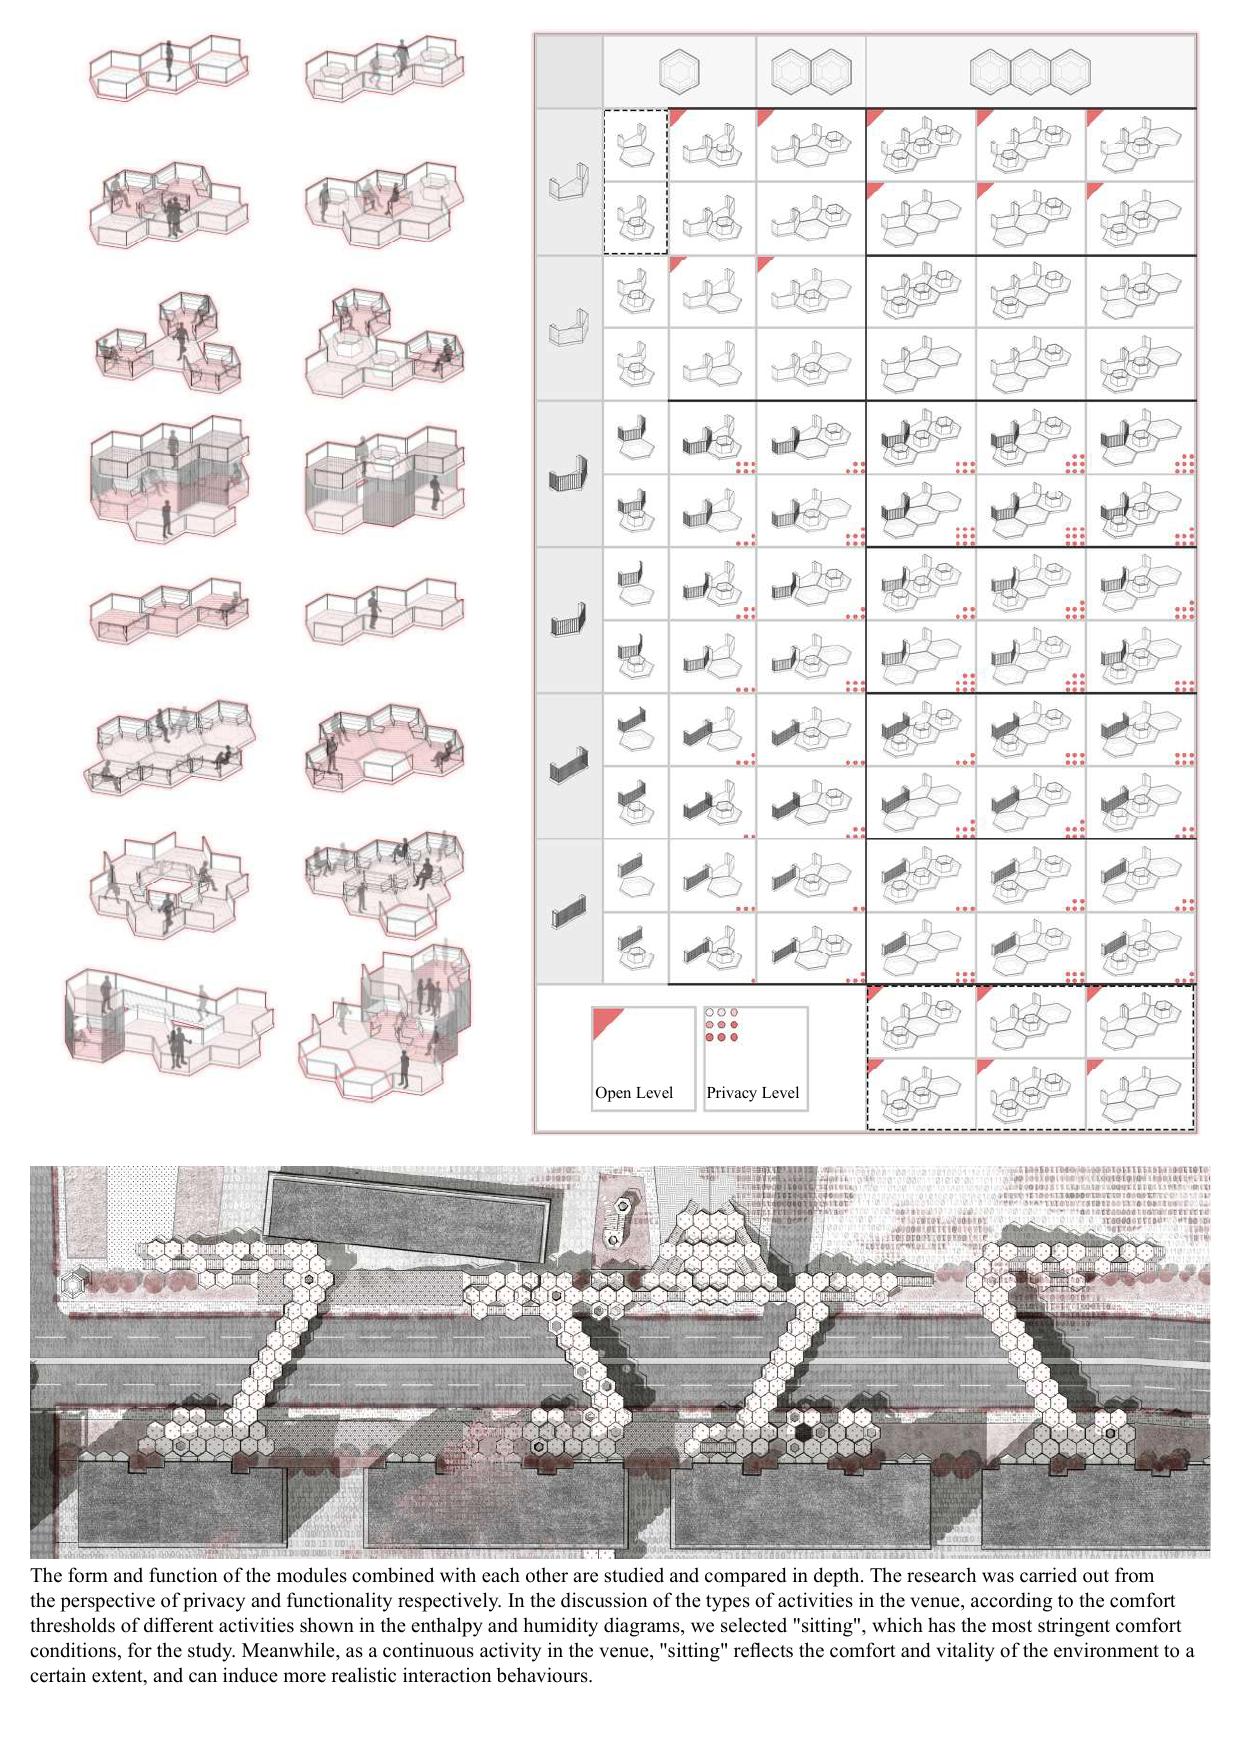 Open Level
Privacy Level
The form and function of the modules combined with each other are studied and compared in depth. The research was carried out from
the perspective of privacy and functionality respectively. In the discussion of the types of activities in the venue, according to the comfort
thresholds of different activities shown in the enthalpy and humidity diagrams, we selected "sitting", which has the most stringent comfort
conditions, for the study. Meanwhile, as a continuous activity in the venue, "sitting" reflects the comfort and vitality of the environment to a
certain extent, and can induce more realistic interaction behaviours.